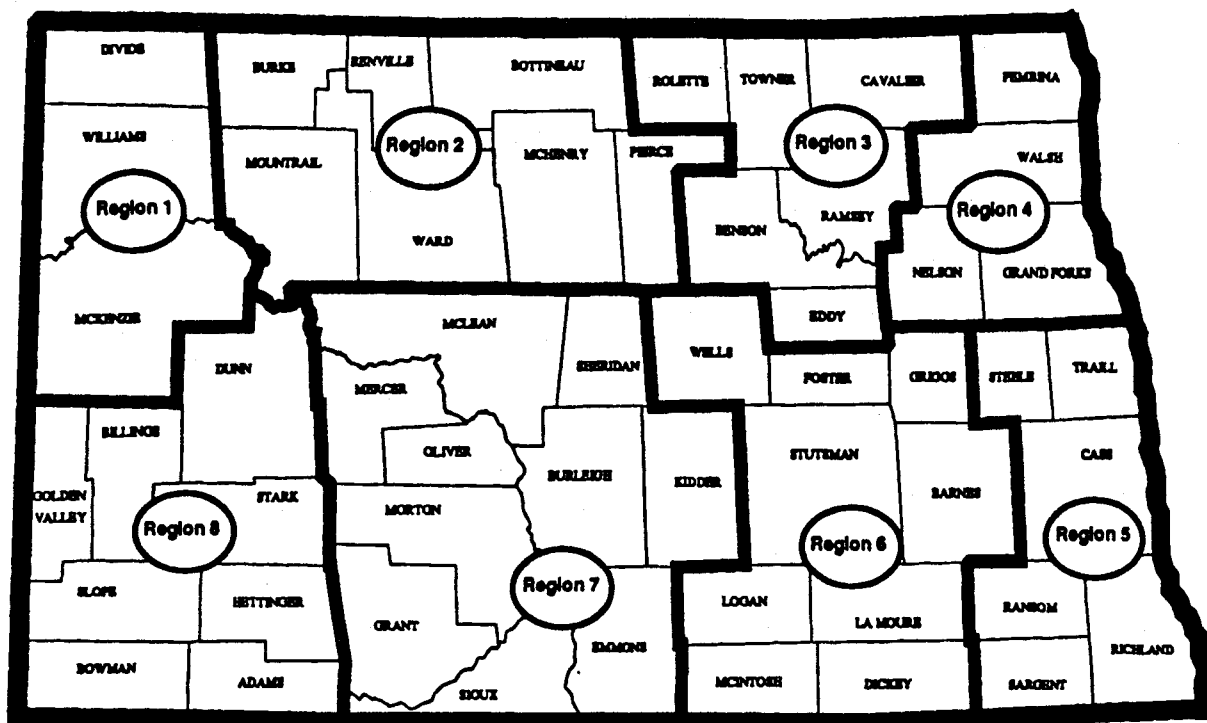 DIVIDE
BURKE
RENVILLE
BOTTINEAU
ROLETTE
TOWNER
CAVALIER
PEMBINA
WILLIAMS
MOUNTRAIL
Region 2
MCHENRY
PIERCE
Region 3
WALSH
Region 1
WARD
BENSON
RAMSEY
Region 4
NELSON
GRAND FORKS
MCKENZIE
MCLEAN
EDDY
DUNN
SHERIDAN
WELLS
FOSTER
GRIGGS
STEELE
TRAILL
MERCER
BILLINGS
OLIVER
BURLEIGH
KIDDER
STUTSMAN
CASS
GOLDEN
VALLEY
STARK
MORTON
BARNES
Region 8
Region 6
Region 5
SLOPE
HETTINGER
Region 7
LOGAN
LA MOURE
RANSOM
GRANT
EMMONS
RICHLAND
BOWMAN
ADAMS
SIOUX
MCINTOSH
DICKEY
SARGENT